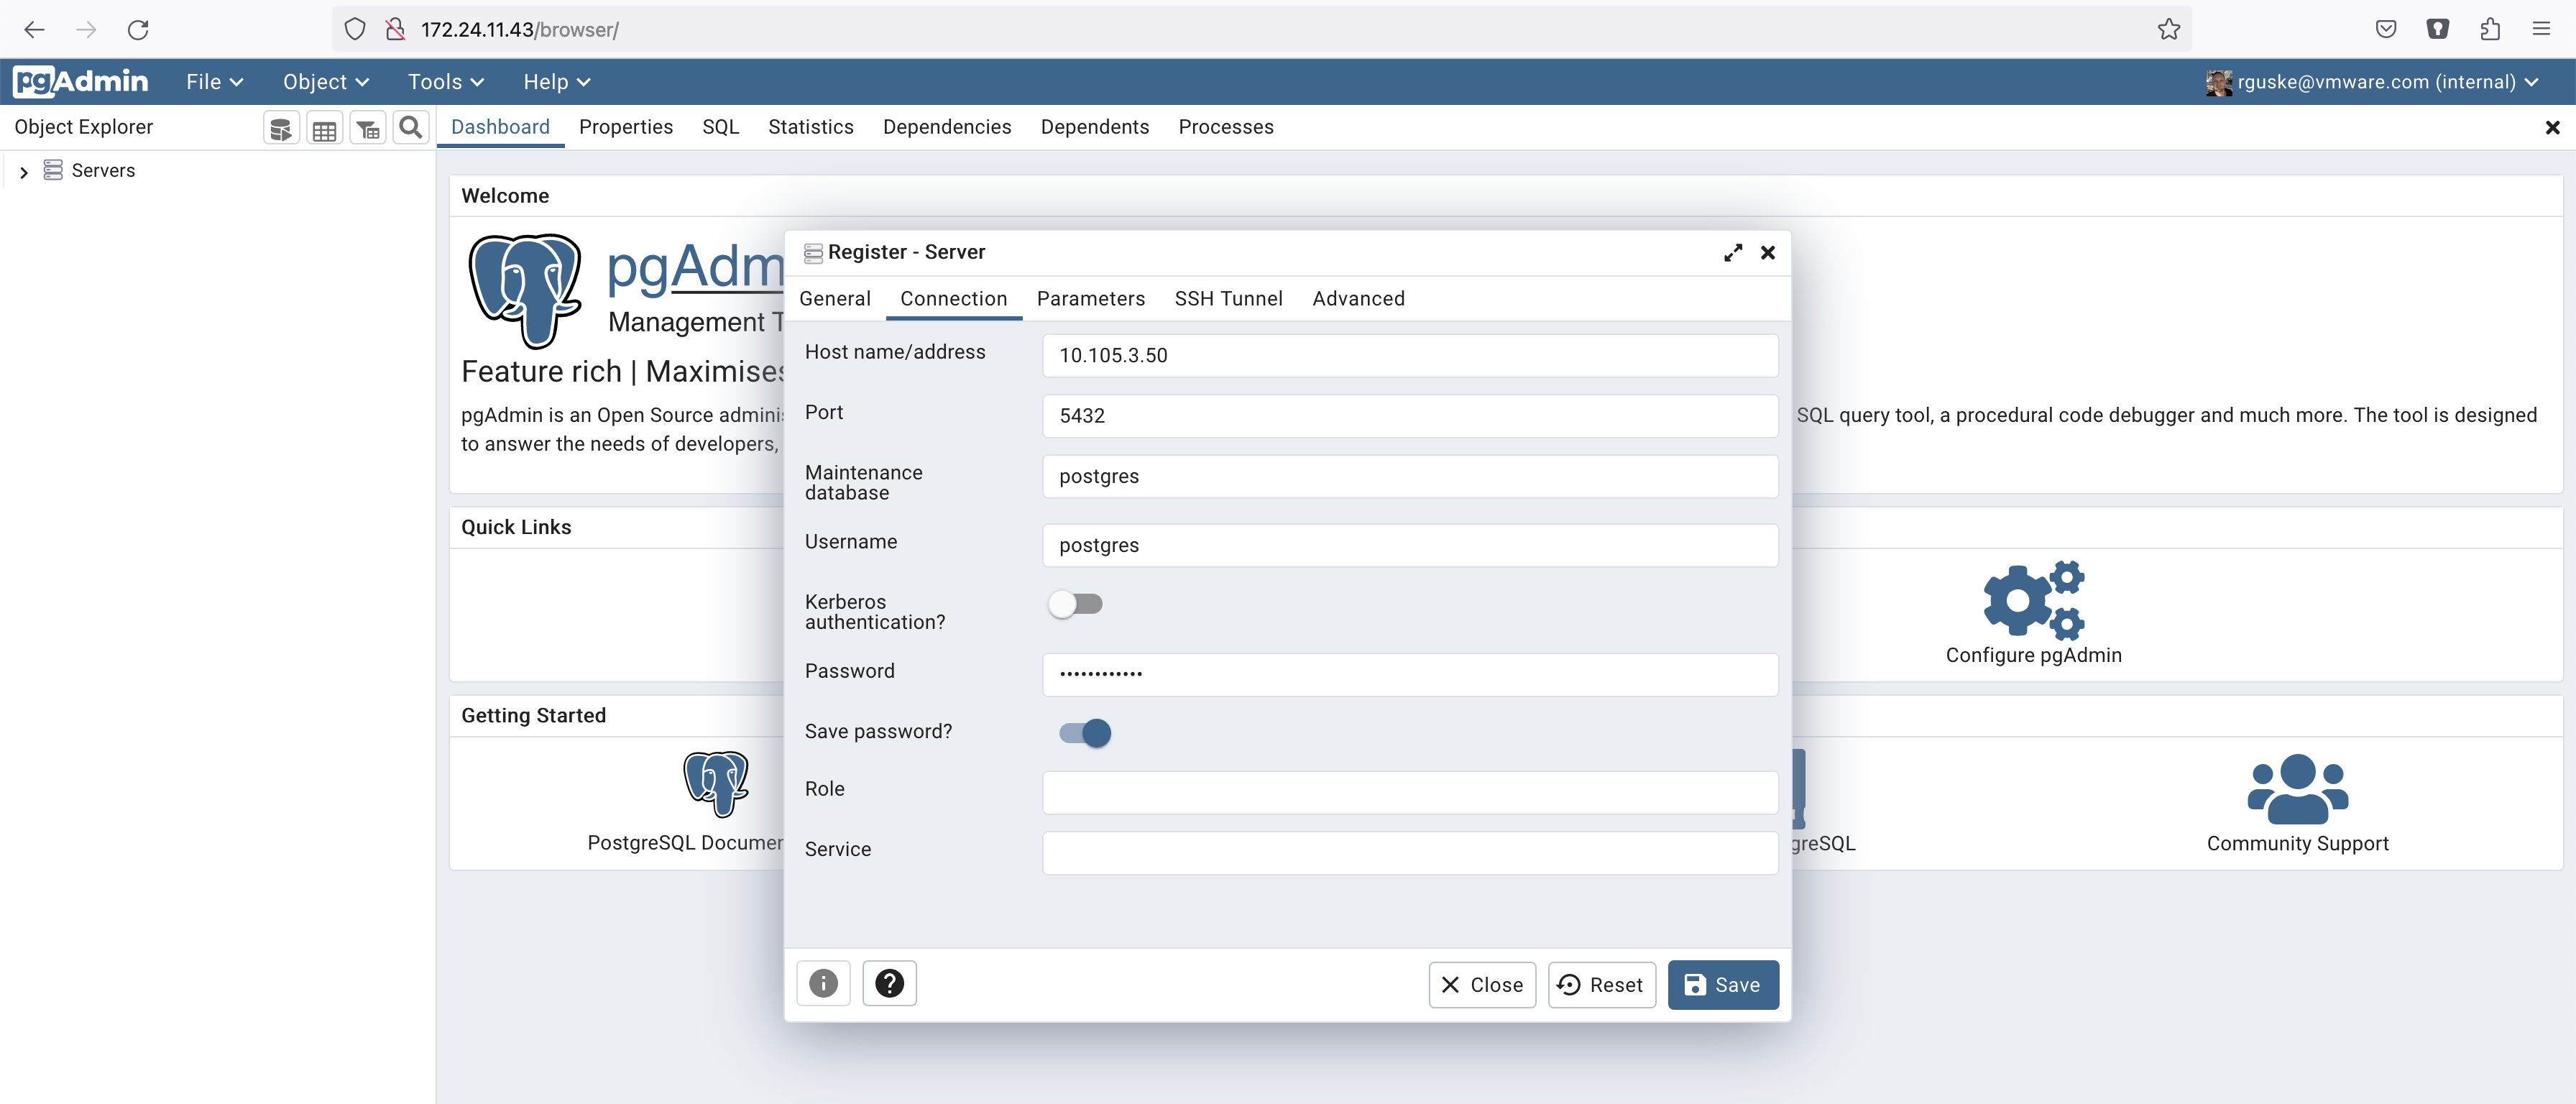 172.24.11.43/browser/
pgAdmin File Object Tools Help rguske@vmware.com (internal)
Object Explorer Dashboard Properties SQL Statistics Dependencies Dependents Processes
Servers
Welcome
pgAdm
Management T
Feature rich | Maximises
pgAdmin is an Open Source adminis SQL query tool, a procedural code debugger and much more. The tool is designed
to answer the needs of developers,
Quick Links
Configure pgAdmin
Getting Started
PostgreSQL Documen greSQL Community Support
Register - Server
General Connection Parameters SSH Tunnel Advanced
Host name/address 10.105.3.50
Port 5432
Maintenance
database postgres
Username postgres
Kerberos
authentication?
Password ••••••••••••
Save password?
Role
Service
Close Reset Save